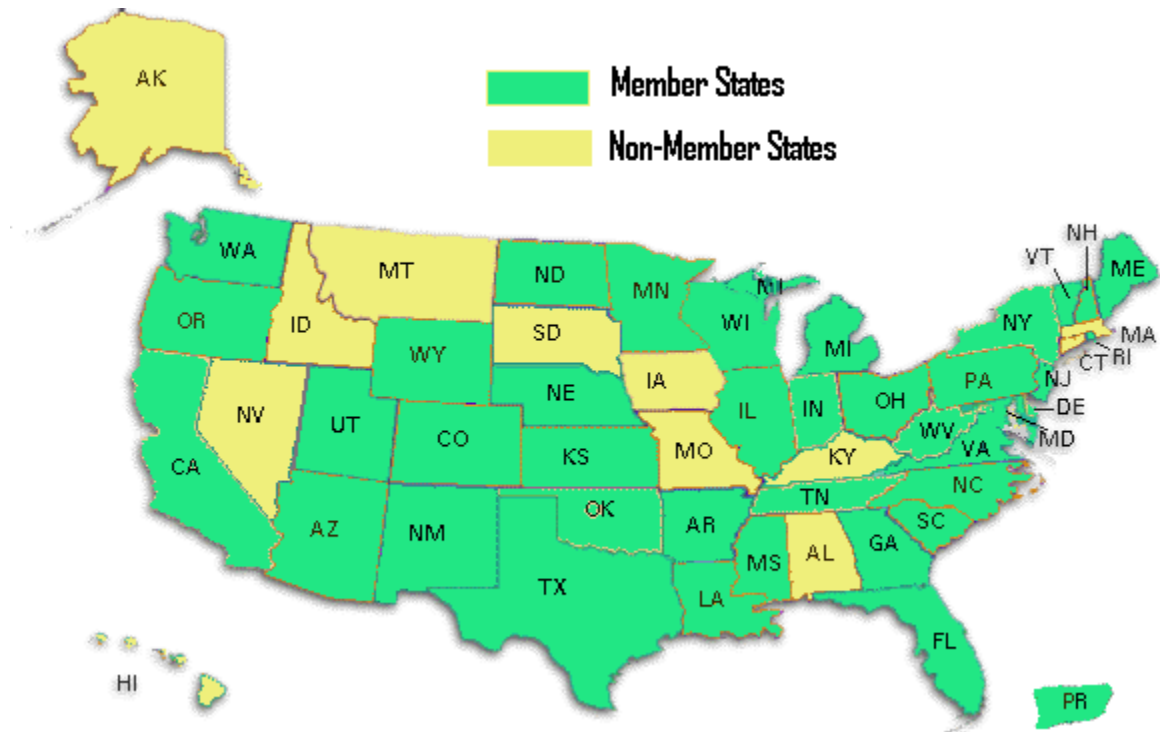 AK
Member States
Non-Member States
WA
MT
ND
MN
MI
VT
NH
ME
OR
ID
SD
WI
MI
NY
MA
RI
CT
WY
IA
PA
NJ
NV
UT
NE
IL
IN
OH
DE
MD
CO
KS
MO
KY
WV
VA
CA
AZ
NM
OK
AR
TN
NC
SC
TX
LA
MS
AL
GA
FL
HI
PR